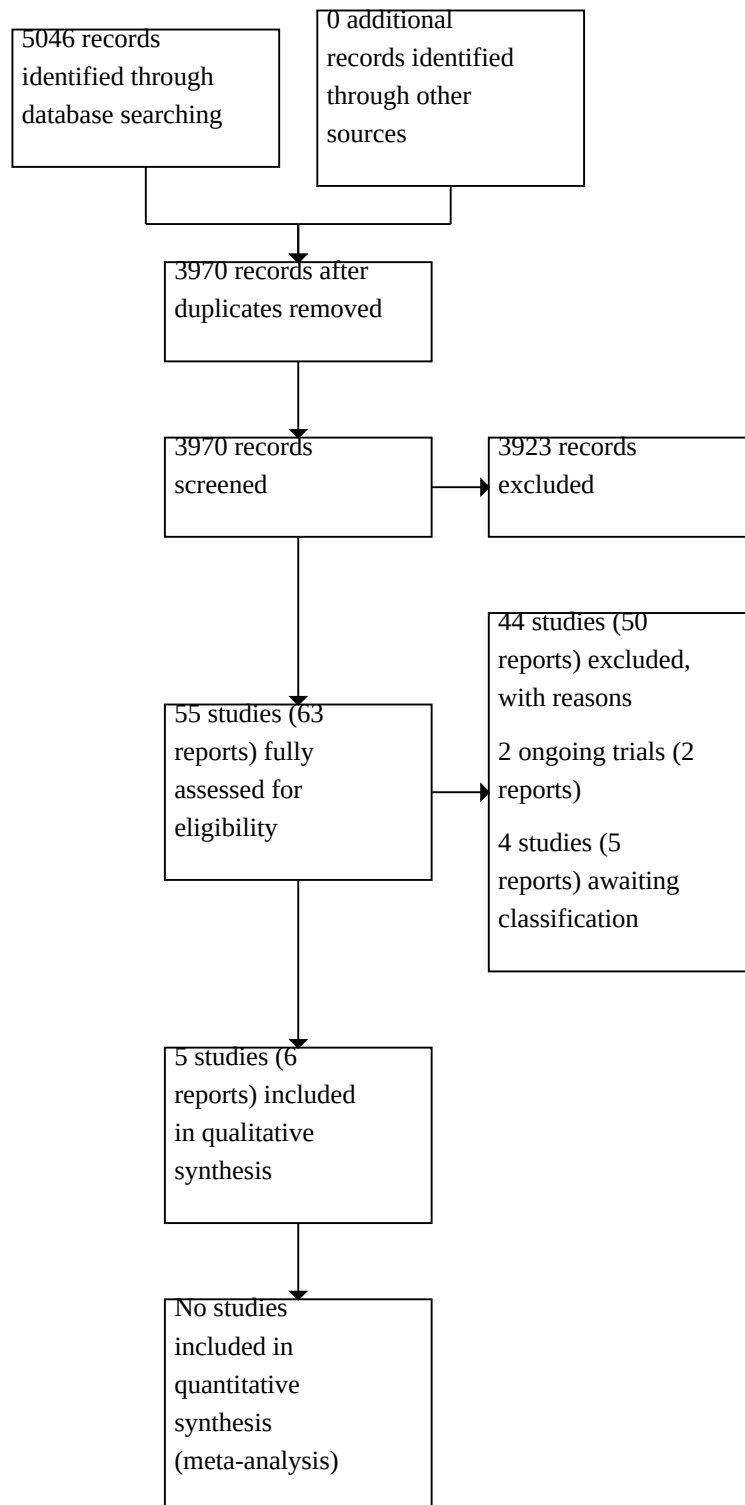 5046 records
identified through
database searching
0 additional
records identified
through other
sources
3970 records after
duplicates removed
3970 records
screened
3923 records
excluded
55 studies (63
reports) fully
assessed for
eligibility
44 studies (50
reports) excluded,
with reasons
2 ongoing trials (2
reports)
4 studies (5
reports) awaiting
classification
5 studies (6
reports) included
in qualitative
synthesis
No studies
included in
quantitative
synthesis
(meta-analysis)